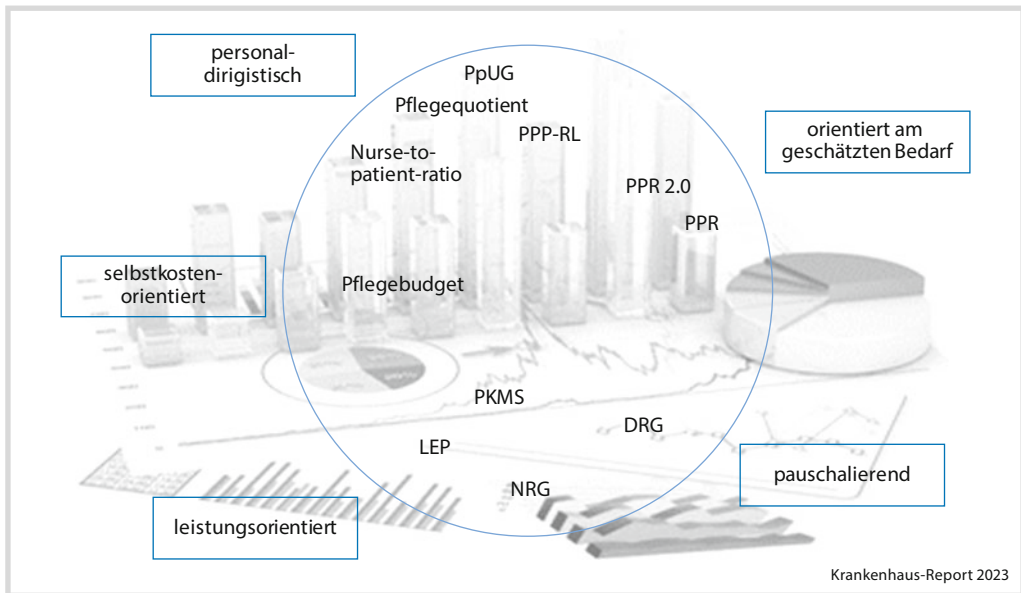 personal-
dirigistisch
PpUG
Pflegequotient
PPP-RL
orientiert am
geschätzten Bedarf
Nurse-to-
patient-ratio
PPR 2.0
PPR
selbstkosten-
orientiert
Pflegebudget
PKMS
DRG
LEP
pauschalierend
NRG
leistungsorientiert
Krankenhaus-Report 2023